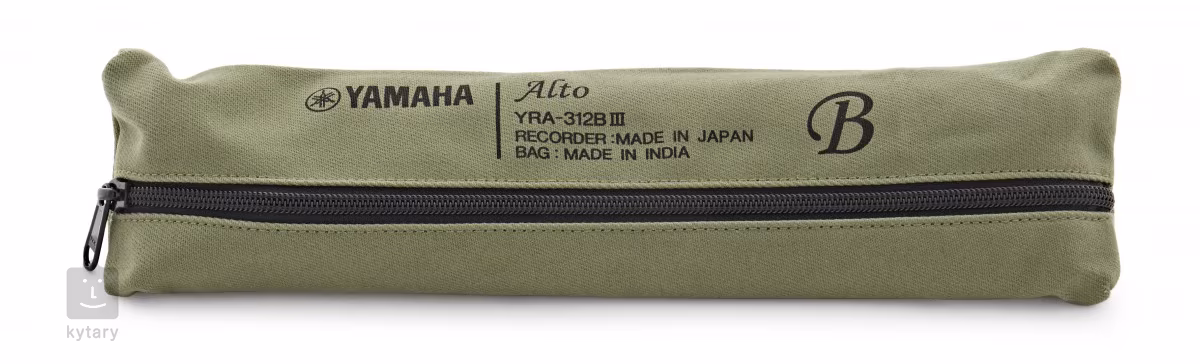 YAMAHA
Alto
YRA-312BIII
RECORDER:MADE IN JAPAN
BAG: MADE IN INDIA
B
kytary